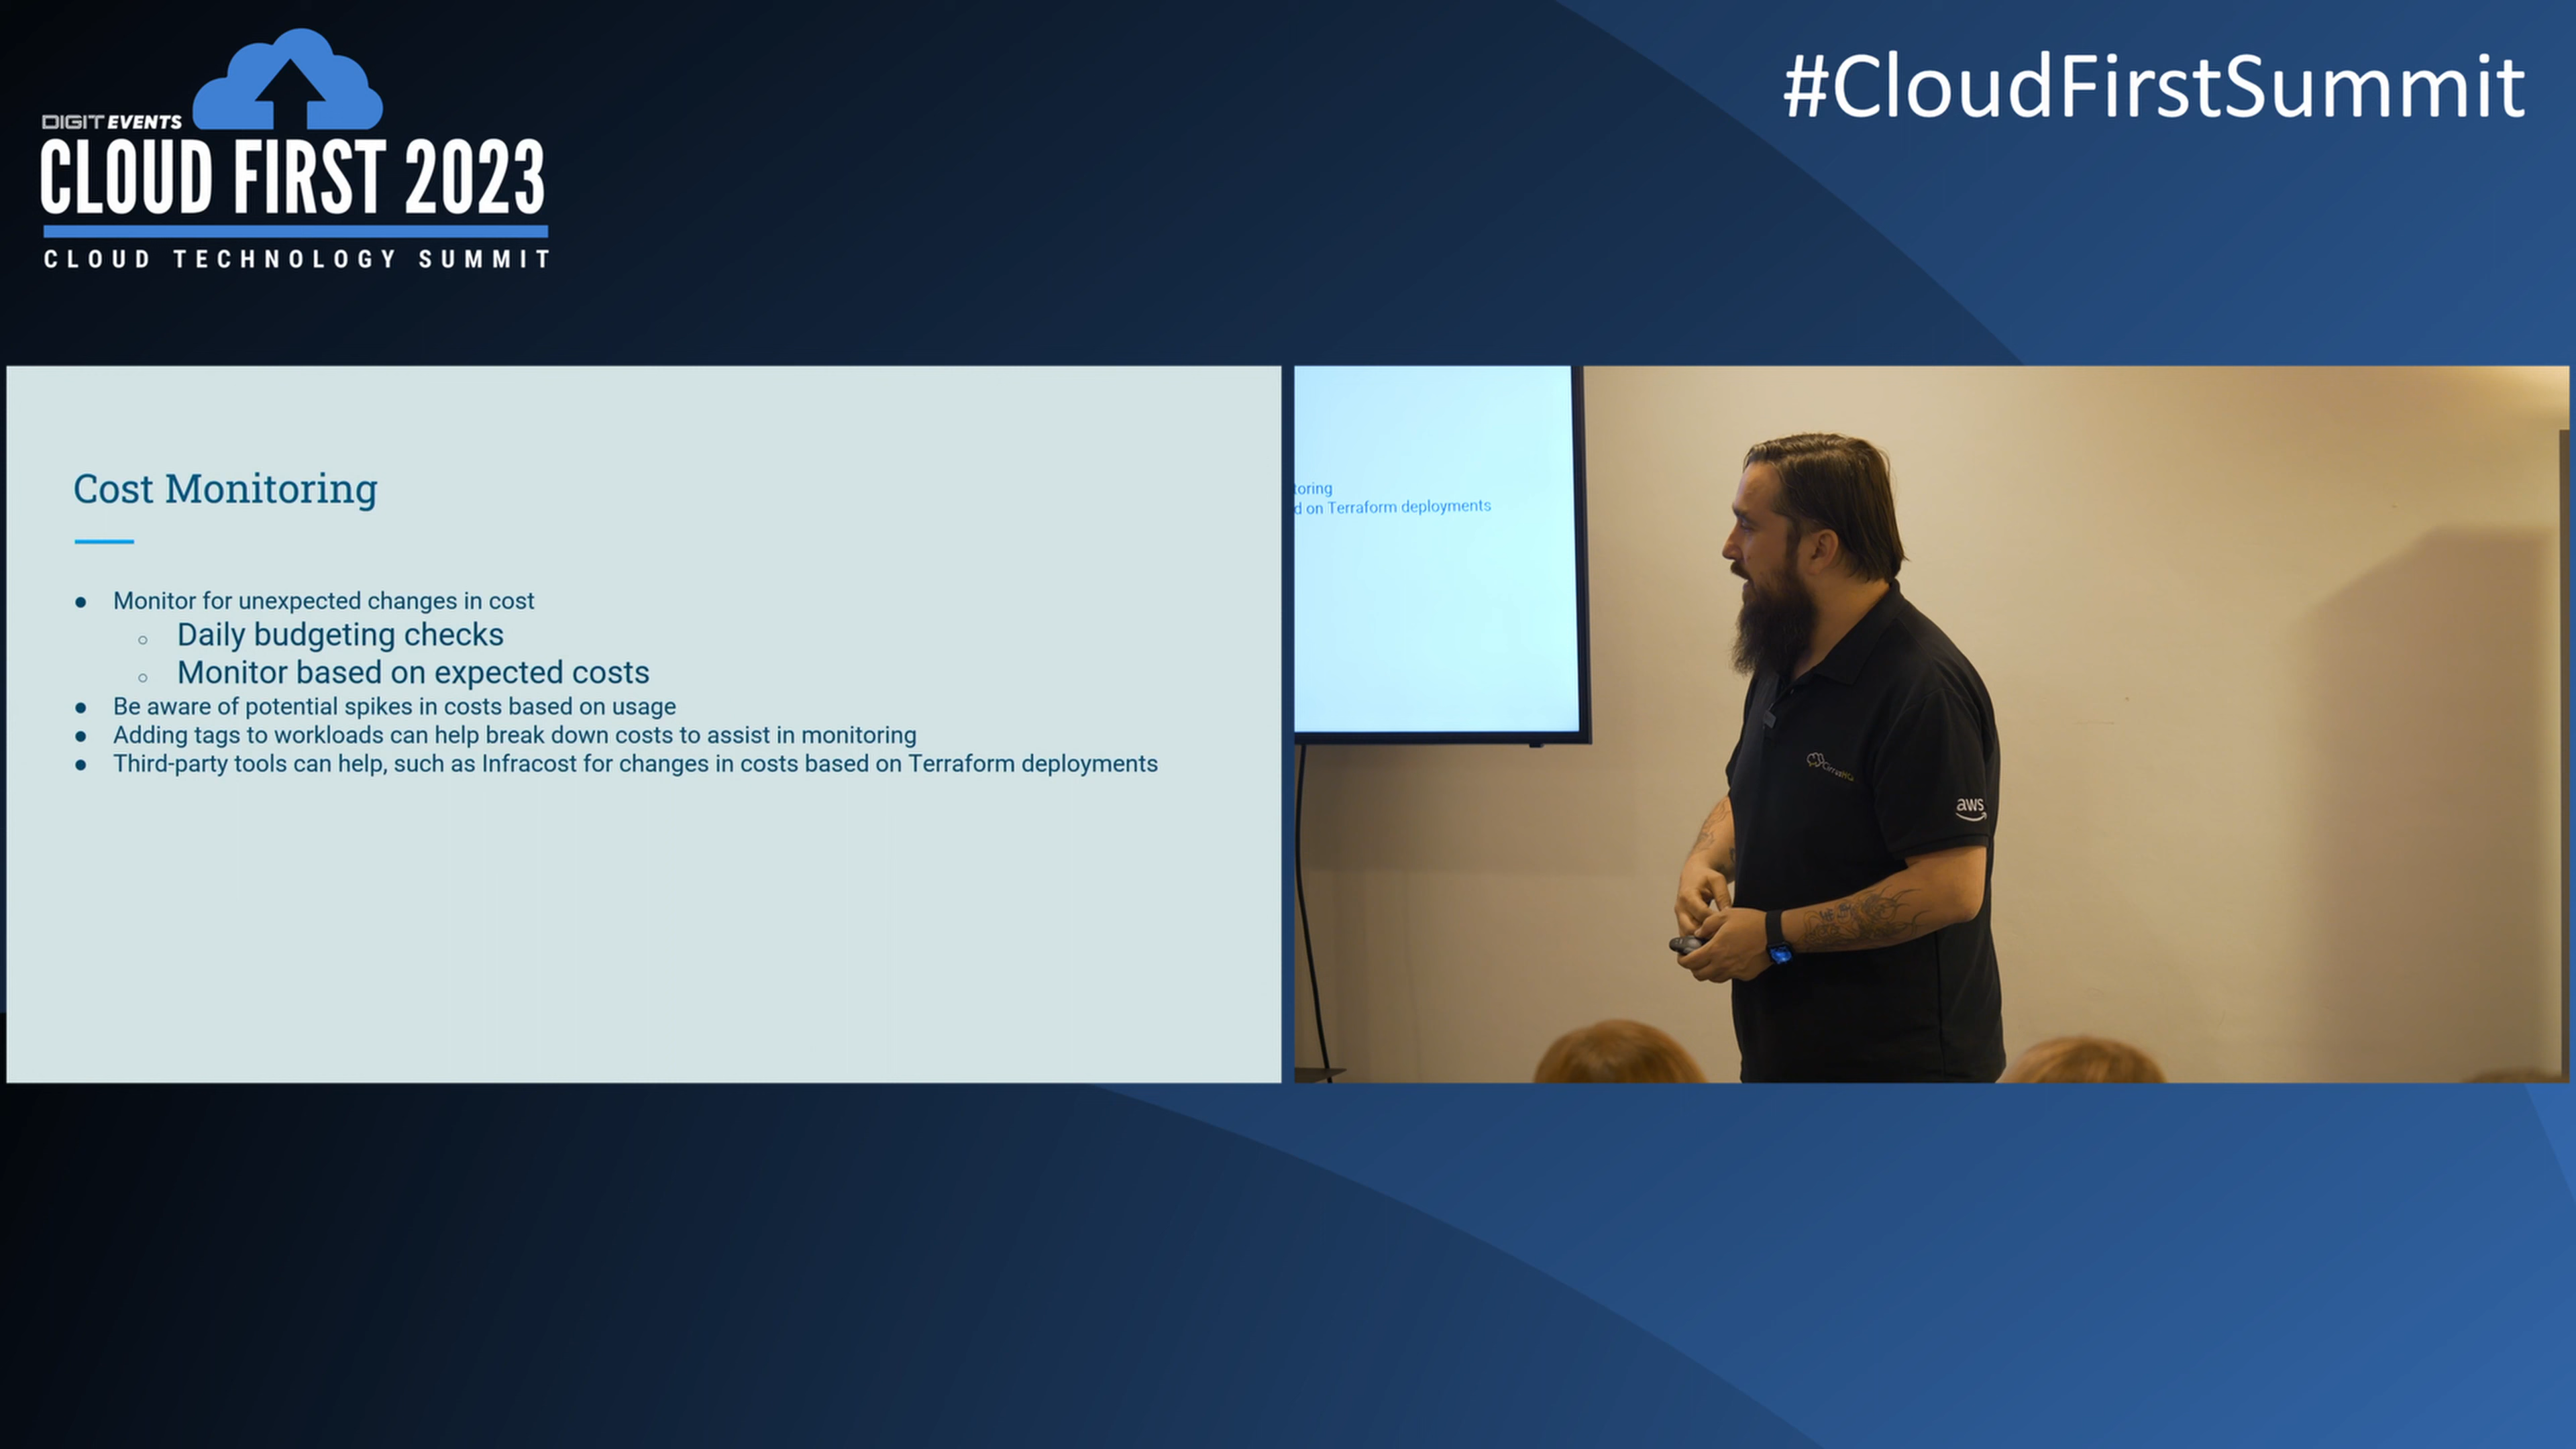 DIGIT EVENTS
CLOUD FIRST 2023
CLOUD TECHNOLOGY SUMMIT
#CloudFirstSummit
Cost Monitoring
● Monitor for unexpected changes in cost
○ Daily budgeting checks
○ Monitor based on expected costs
● Be aware of potential spikes in costs based on usage
● Adding tags to workloads can help break down costs to assist in monitoring
● Third-party tools can help, such as Infracost for changes in costs based on Terraform deployments
toring
d on Terraform deployments
aws